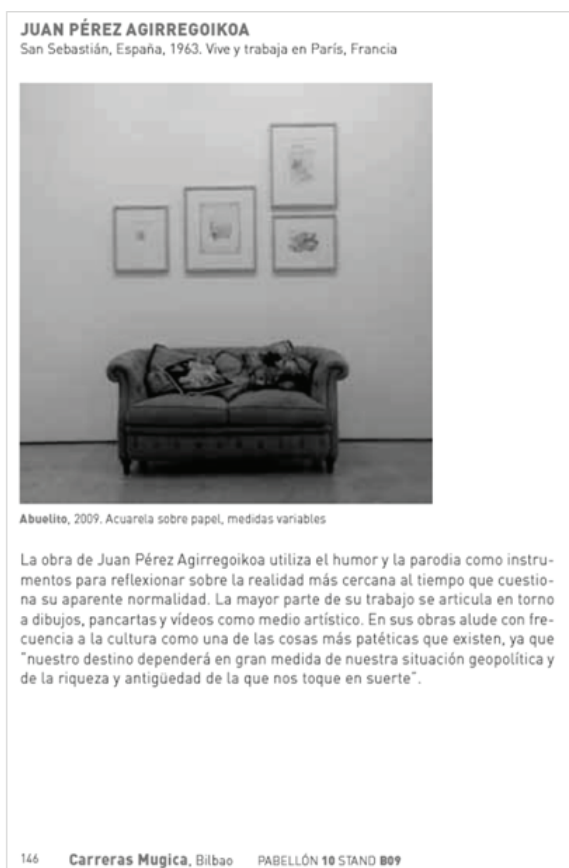 JUAN PÉREZ AGIRREGOIKOA
San Sebastián, España, 1963. Vive y trabaja en París, Francia
Abuelito, 2009. Acuarela sobre papel, medidas variables
La obra de Juan Pérez Agirregoikoa utiliza el humor y la parodia como instru-
mentos para reflexionar sobre la realidad más cercana al tiempo que cuestio-
na su aparente normalidad. La mayor parte de su trabajo se articula en torno
a dibujos, pancartas y vídeos como medio artístico. En sus obras alude con fre-
cuencia a la cultura como una de las cosas más patéticas que existen, ya que
"nuestro destino dependerá en gran medida de nuestra situación geopolítica y
de la riqueza y antigüedad de la que nos toque en suerte".
146 Carreras Mugica, Bilbao PABELLÓN 10 STAND B09